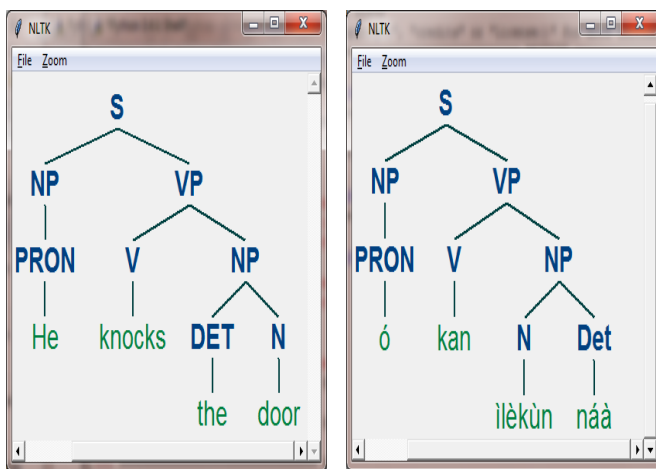 NLTK
File Zoom
S
NP VP
PRON V NP
He knocks DET N
the door
NLTK
File Zoom
S
NP VP
PRON V NP
ó kan N Det
ìlèkùn náà